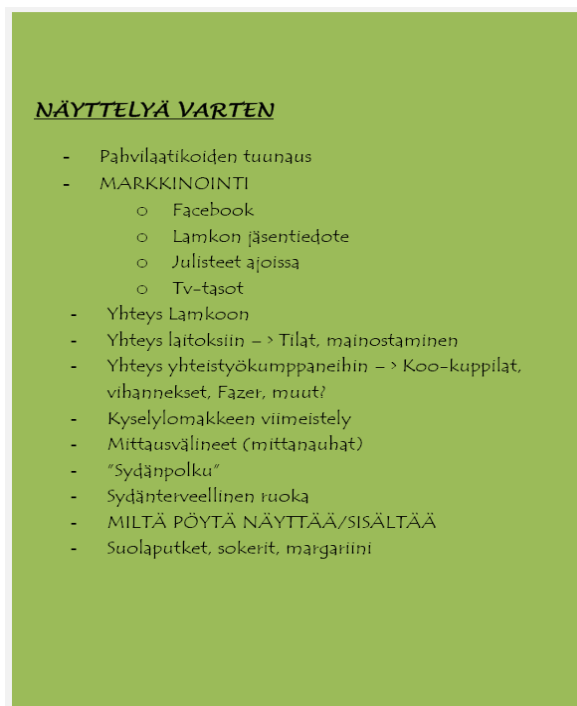 NÄYTTELYÄ VARTEN
- Pahvilaatikoiden tuunaus
- MARKKINOINTI
o Facebook
o Lamkon jäsentiedote
o Julisteet ajoissa
o Tv-tasot
- Yhteys Lamkoon
- Yhteys laitoksiin – > Tilat, mainostaminen
- Yhteys yhteistyökumppaneihin – > Koo-kuppilat,
vihannekset, Fazer, muut?
- Kyselylomakkeen viimeistely
- Mittausvälineet (mittanauhat)
- "Sydänpolku"
- Sydänterveellinen ruoka
- MILTÄ PÖYTÄ NÄYTTÄÄ/SISÄLTÄÄ
- Suolaputket, sokerit, margariini